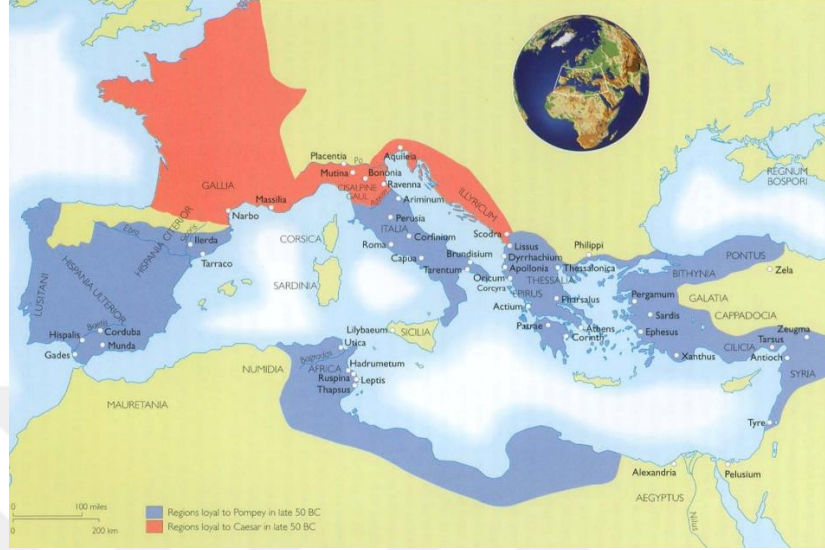 REGNUM
BOSPORI
Placentia
Po
Aquileia
Mutina
Bononia
CISALPINE
GAUL
Ravenna
GALLIA
Massilia
Ariminum
ILLYRICUM
Narbo
Perusia
Scodra
ITALIA
Corfinium
CORSICA
Roma
Lissus
Philippi
PONTUS
HISPANIA CITERIOR
Ebro
Ilerda
Tarraco
Capua
Brundisium
Dyrrhachium
Apollonia
Thessalonica
BITHYNIA
Zela
Tarentum
Oricum
THESSALIA
Corcyra
EPIRUS
SARDINIA
LUSITANI
HISPANIA ULTERIOR
Pergamum
GALATIA
Actium
Pharsalus
Sardis
CAPPADOCIA
Hispalis
Baetis
Corduba
Munda
Gades
Lilybaeum
SICILIA
Patrae
Athens
Corinth
Ephesus
Zeugma
Tarsus
CILICIA
Antioch
Utica
Bagradas
Xanthus
SYRIA
NUMIDIA
AFRICA
Hadrumetum
Ruspina
Leptis
Thapsus
MAURETANIA
Tyre
Alexandria
Pelusium
AEGYPTUS
Nilus
0 100 miles
0 200 km
Regions loyal to Pompey in late 50 BC
Regions loyal to Caesar in late 50 BC